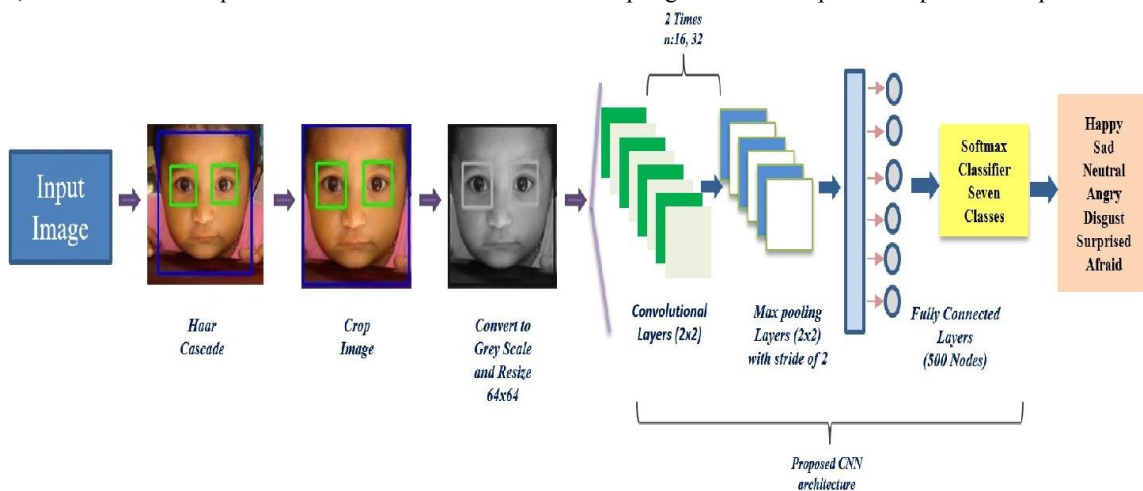 2 Times
n:16, 32
Input
Image
Haar
Cascade
Crop
Image
Convert to
Grey Scale
and Resize
64x64
Convolutional
Layers (2x2)
Max pooling
Layers (2x2)
with stride of 2
Fully Connected
Layers
(500 Nodes)
Softmax
Classifier
Seven
Classes
Happy
Sad
Neutral
Angry
Disgust
Surprised
Afraid
Proposed CNN
architecture